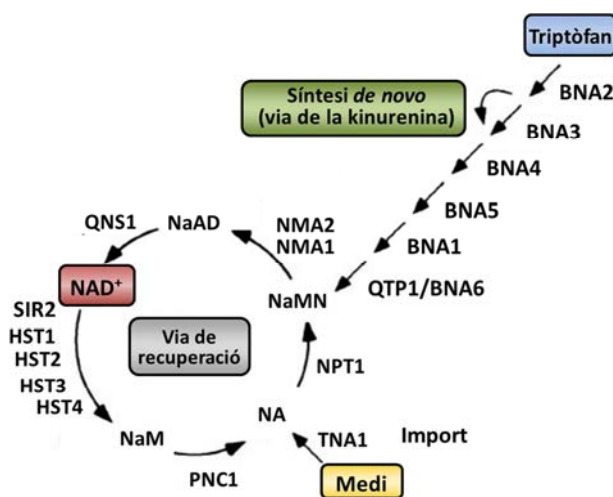 Triptòfan
Síntesi de novo
(via de la kinurenina)
BNA2
BNA3
BNA4
BNA5
BNA1
QTP1/BNA6
QNS1
NaAD
NMA2
NMA1
NAD+
NaMN
SIR2
HST1
HST2
HST3
HST4
Via de
recuperació
NPT1
NaM
NA
TNA1
Import
PNC1
Medi